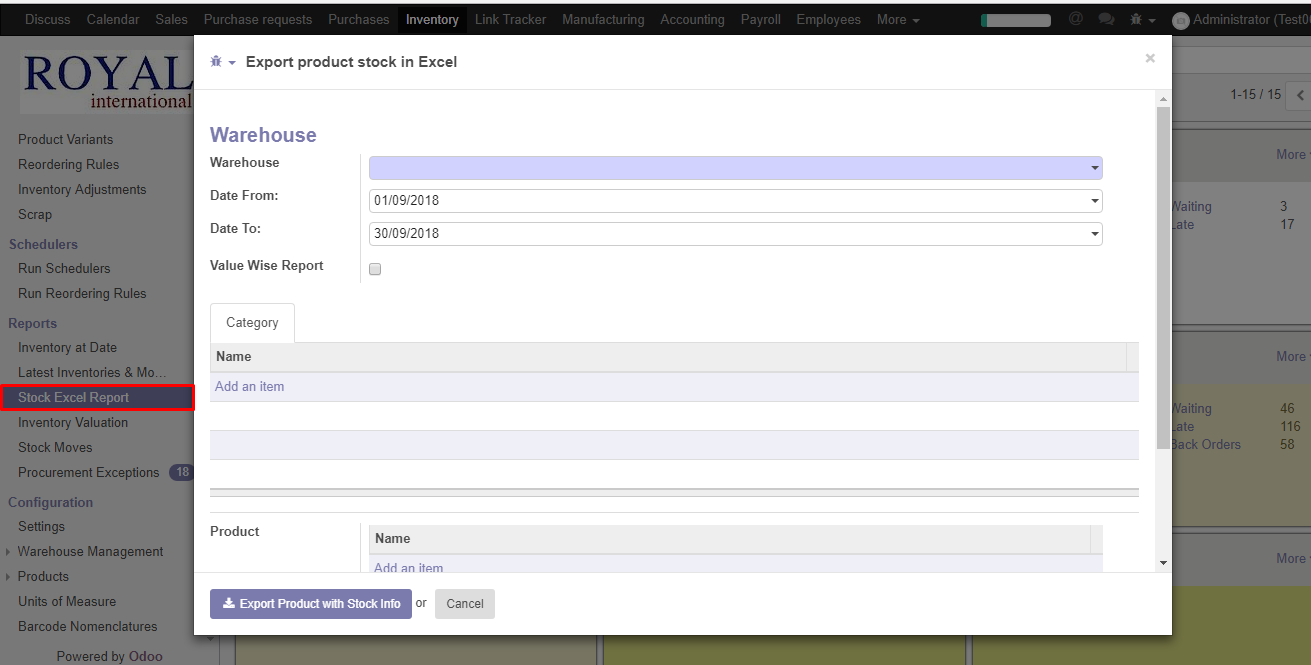 Discuss Calendar Sales Purchase requests Purchases Inventory Link Tracker Manufacturing Accounting Payroll Employees More @ Administrator (Test0
ROYAL
international
Export product stock in Excel ×
1-15 / 15
Warehouse
Warehouse
Date From: 01/09/2018
Date To: 30/09/2018
Value Wise Report
Category
Name
Add an item
Product Name
Add an item
Export Product with Stock Info or Cancel
Product Variants
Reordering Rules
Inventory Adjustments
Scrap
Schedulers
Run Schedulers
Run Reordering Rules
Reports
Inventory at Date
Latest Inventories & Mo...
Stock Excel Report
Inventory Valuation
Stock Moves
Procurement Exceptions 18
Configuration
Settings
Warehouse Management
Products
Units of Measure
Barcode Nomenclatures
Powered by Odoo
More
Waiting 3
Late 17
More
Waiting 46
Late 116
Back Orders 58
More